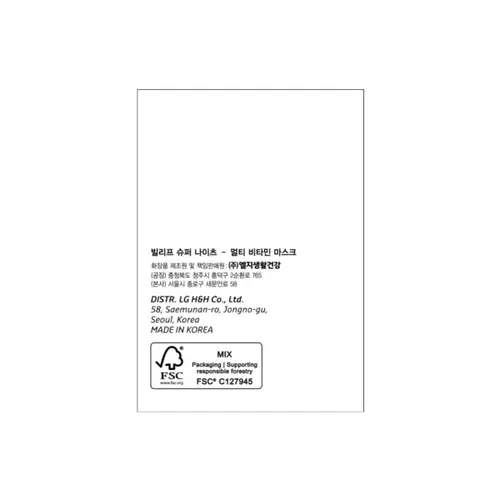 빌리프 슈퍼 나이츠 - 멀티 비타민 마스크
화장품 제조원 및 책임판매원 : (주)엘지생활건강
(공장) 충청북도 청주시 흥덕구 2순환로 765
(본사) 서울시 종로구 새문안로 58
DISTR. LG H&H Co., Ltd.
58, Saemunan-ro, Jongno-gu,
Seoul, Korea
MADE IN KOREA
FSC
www.fsc.org
MIX
Packaging | Supporting
responsible forestry
FSC® C127945